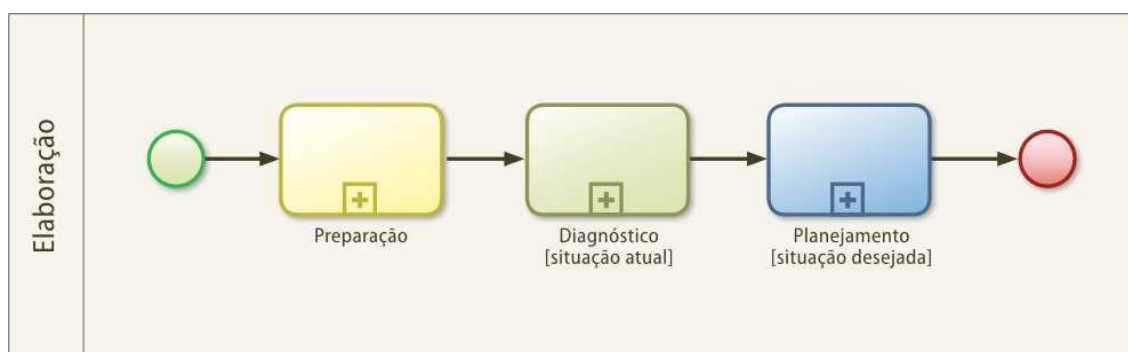 Elaboração
Preparação
Diagnóstico
[situação atual]
Planejamento
[situação desejada]